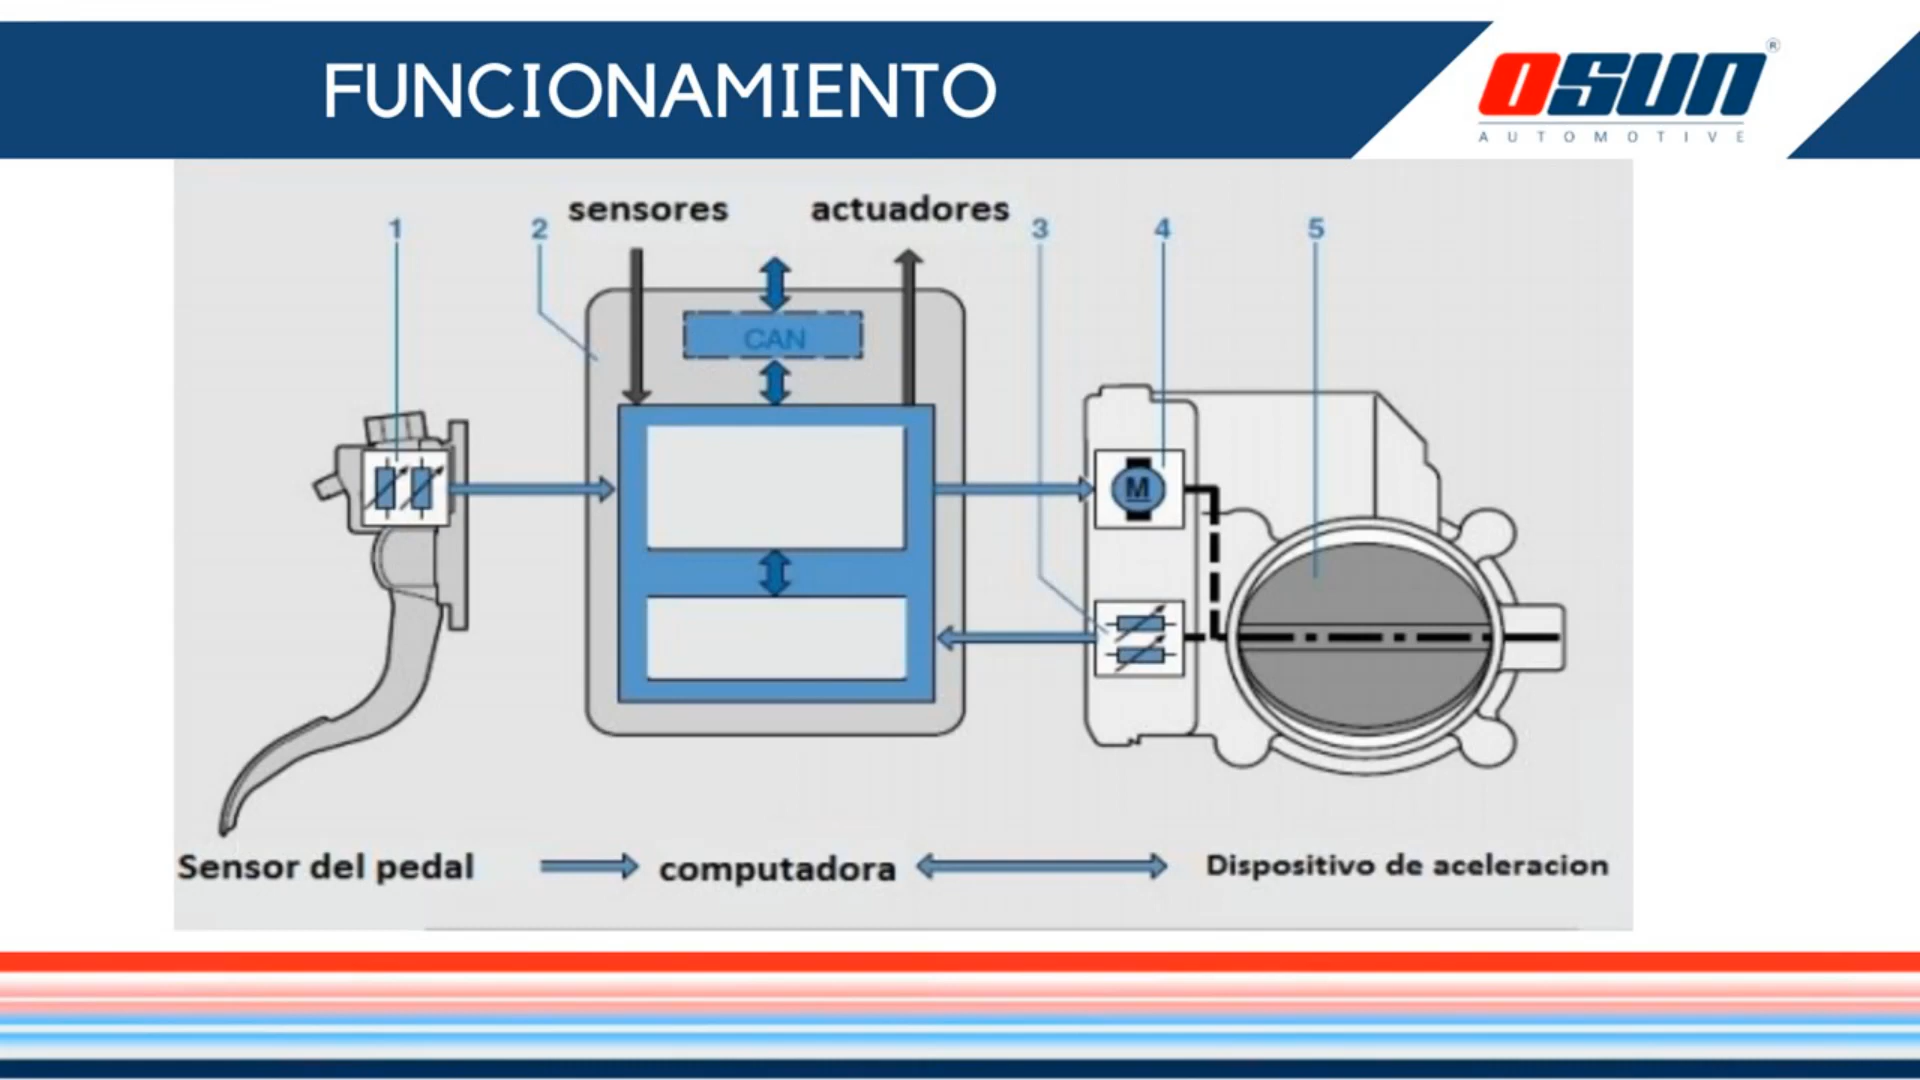 FUNCIONAMIENTO
OSUN®
AUTOMOTIVE
sensores
actuadores
1
2
3
4
5
CAN
M
Sensor del pedal
computadora
Dispositivo de aceleracion